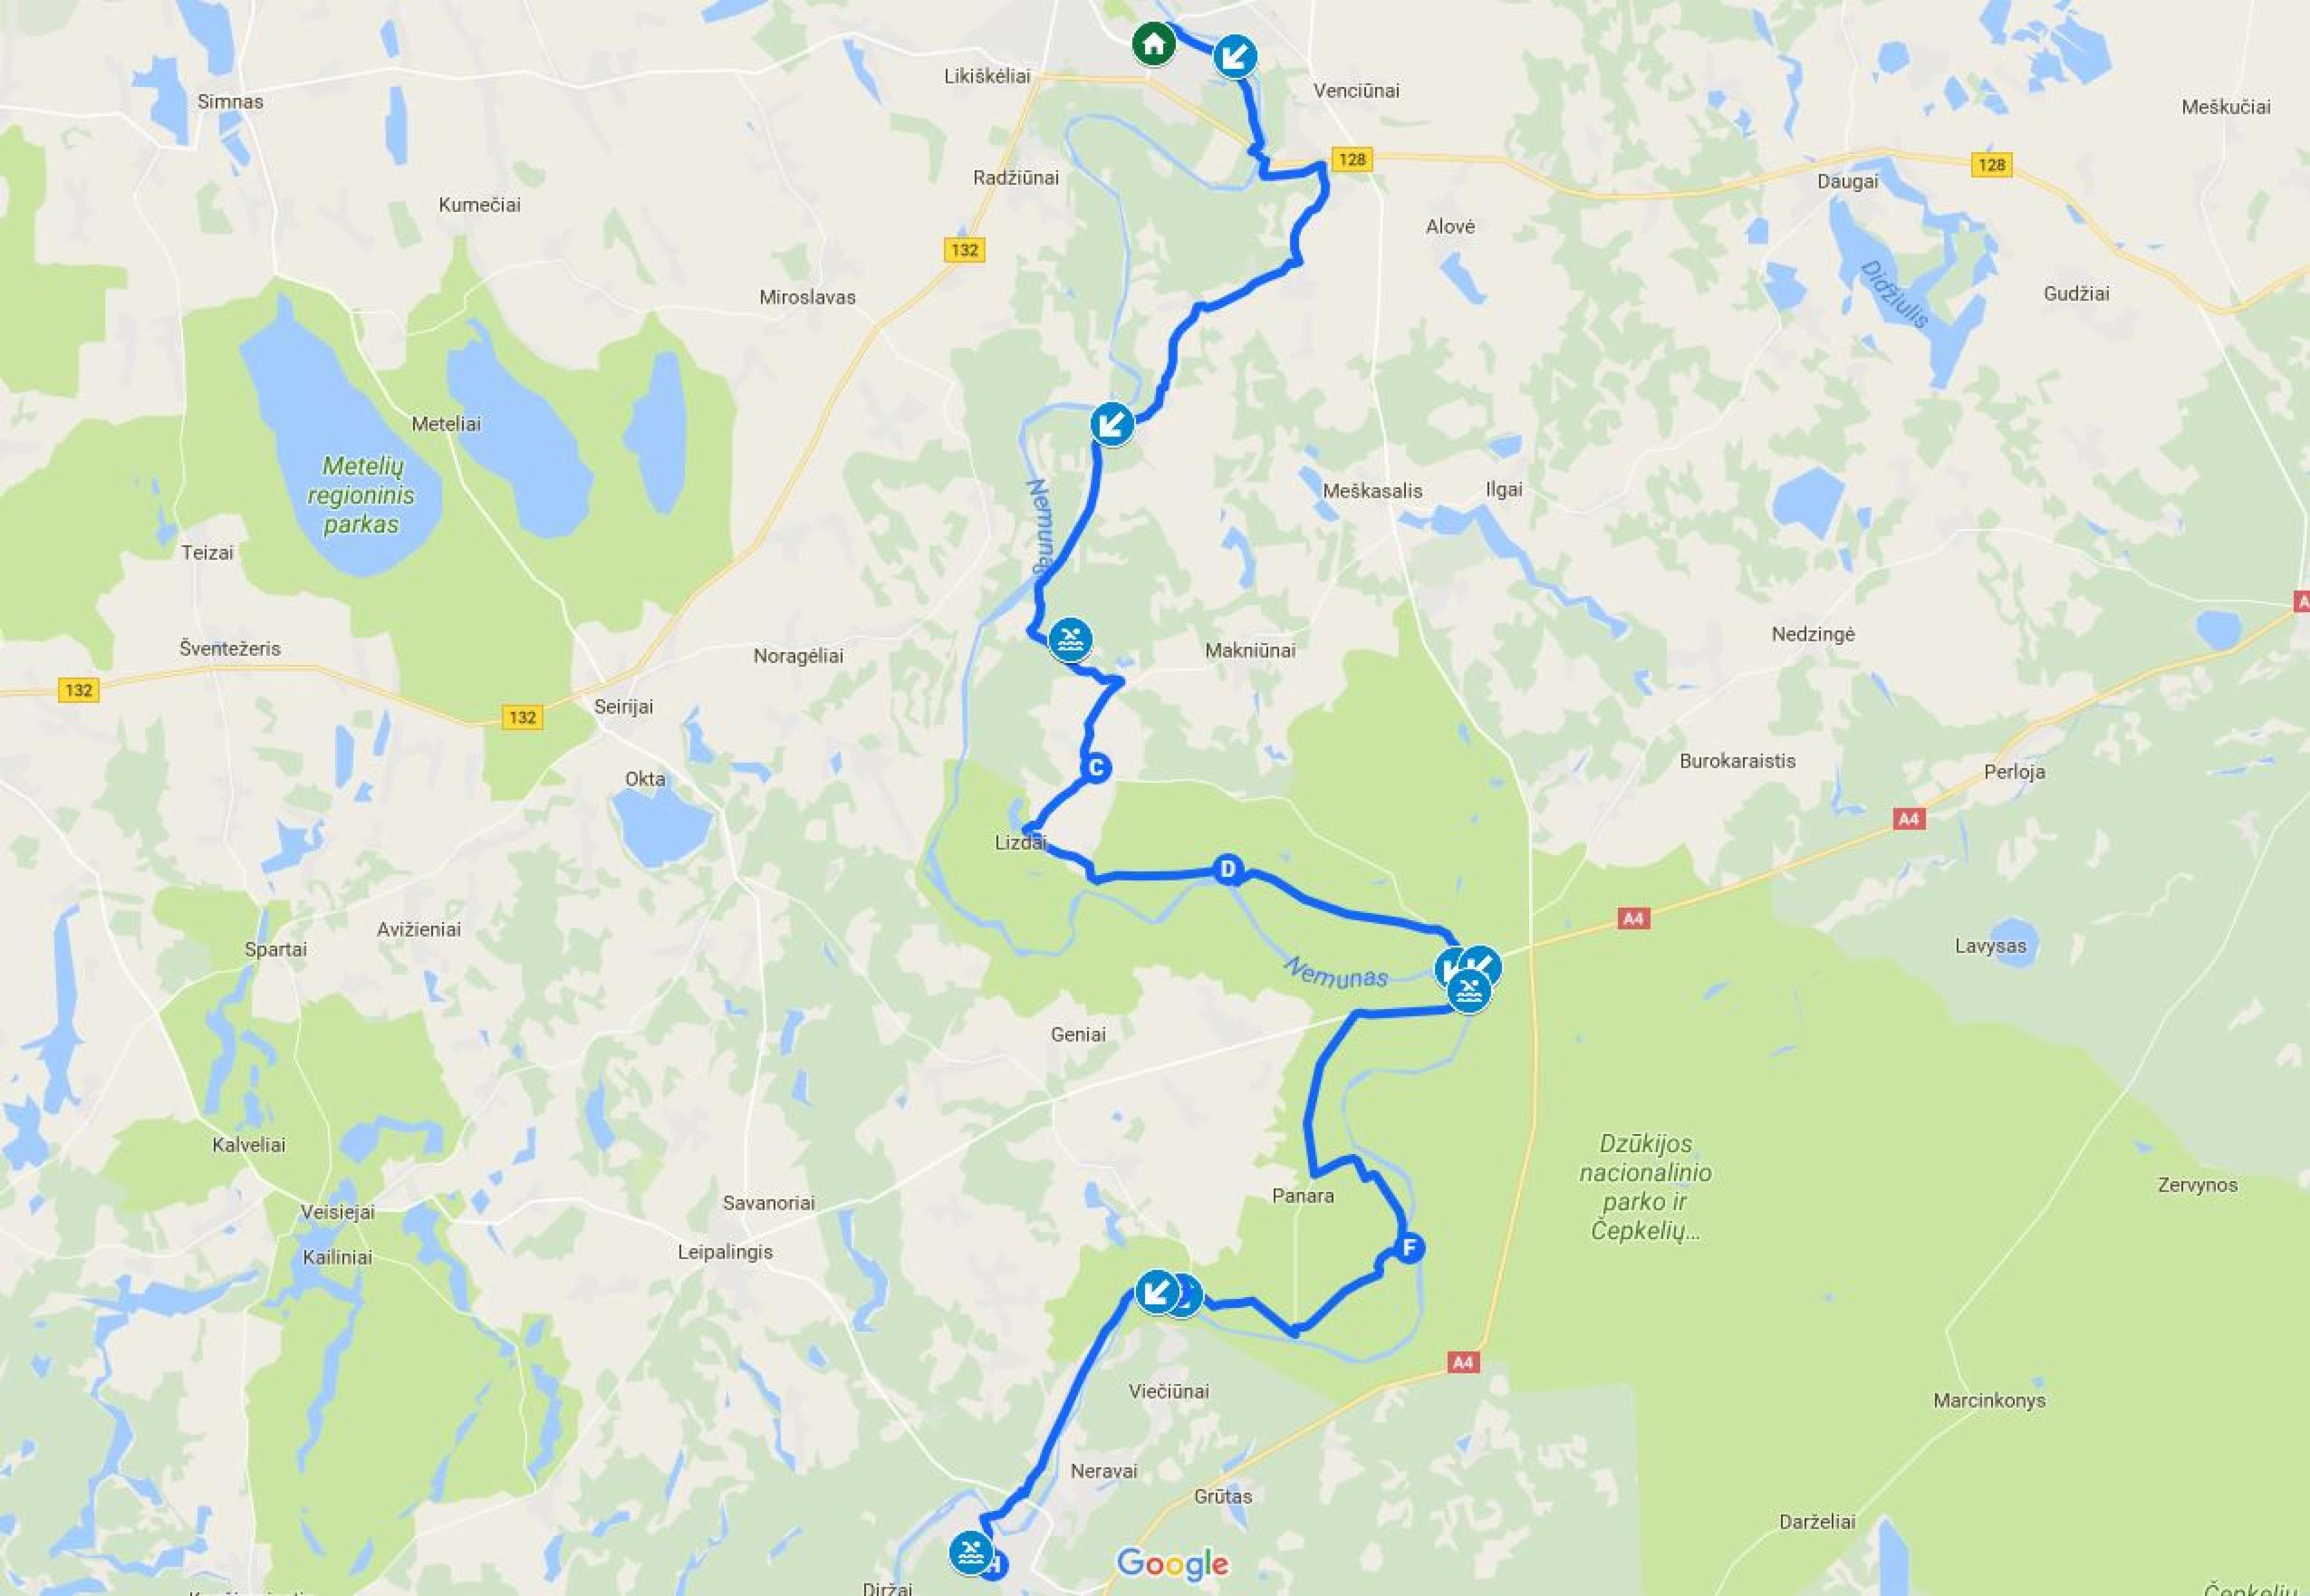 Likiškėliai
Venciūnai
Simnas
Meškučiai
128
128
Radžiūnai
Daugai
Kumečiai
Alovė
132
Didžiulis
Gudžiai
Miroslavas
Meteliai
Metelių
regioninis
parkas
Nemunas
Meškasalis
Ilgai
Teizai
A
Nedzingė
Šventežeris
Noragėliai
Makniūnai
132
Seirijai
132
Burokaraistis
Perloja
Okta
C
A4
Lizdai
D
A4
Avižieniai
Spartai
Lavysas
Nemunas
Geniai
Kalveliai
Dzūkijos
nacionalinio
parko ir
Čepkelių...
Zervynos
Panara
Savanoriai
Veisiejai
Leipalingis
Kailiniai
F
A4
Viečiūnai
Marcinkonys
Neravai
Grūtas
Darželiai
Google
H
Diržai